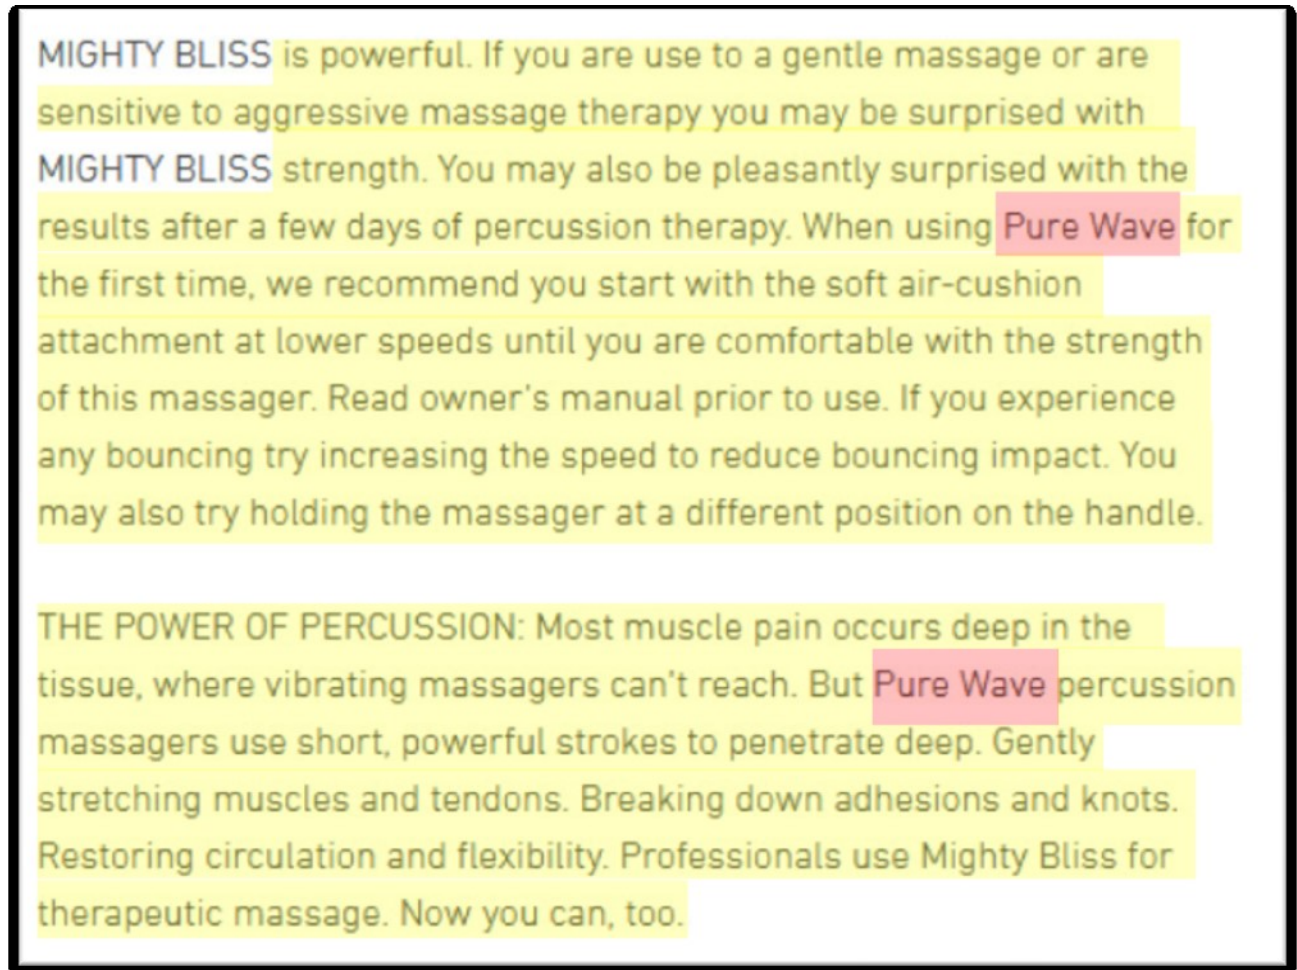 MIGHTY BLISS is powerful. If you are use to a gentle massage or are
sensitive to aggressive massage therapy you may be surprised with
MIGHTY BLISS strength. You may also be pleasantly surprised with the
results after a few days of percussion therapy. When using Pure Wave for
the first time, we recommend you start with the soft air-cushion
attachment at lower speeds until you are comfortable with the strength
of this massager. Read owner's manual prior to use. If you experience
any bouncing try increasing the speed to reduce bouncing impact. You
may also try holding the massager at a different position on the handle.
THE POWER OF PERCUSSION: Most muscle pain occurs deep in the
tissue, where vibrating massagers can't reach. But Pure Wave percussion
massagers use short, powerful strokes to penetrate deep. Gently
stretching muscles and tendons. Breaking down adhesions and knots.
Restoring circulation and flexibility. Professionals use Mighty Bliss for
therapeutic massage. Now you can, too.